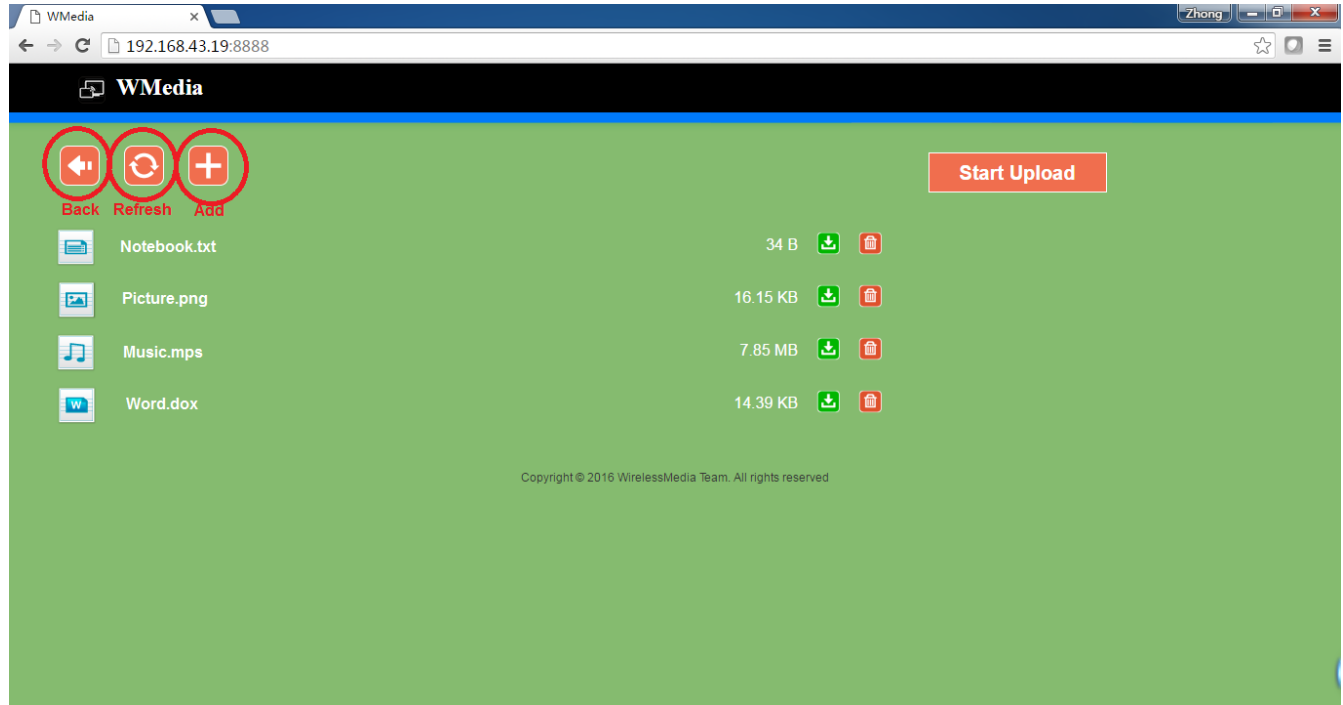 WMedia
Zhong
192.168.43.19:8888
WMedia
Start Upload
Back Refresh Add
Notebook.txt 34 B
Picture.png 16.15 KB
Music.mps 7.85 MB
W Word.dox 14.39 KB
Copyright © 2016 WirelessMedia Team. All rights reserved